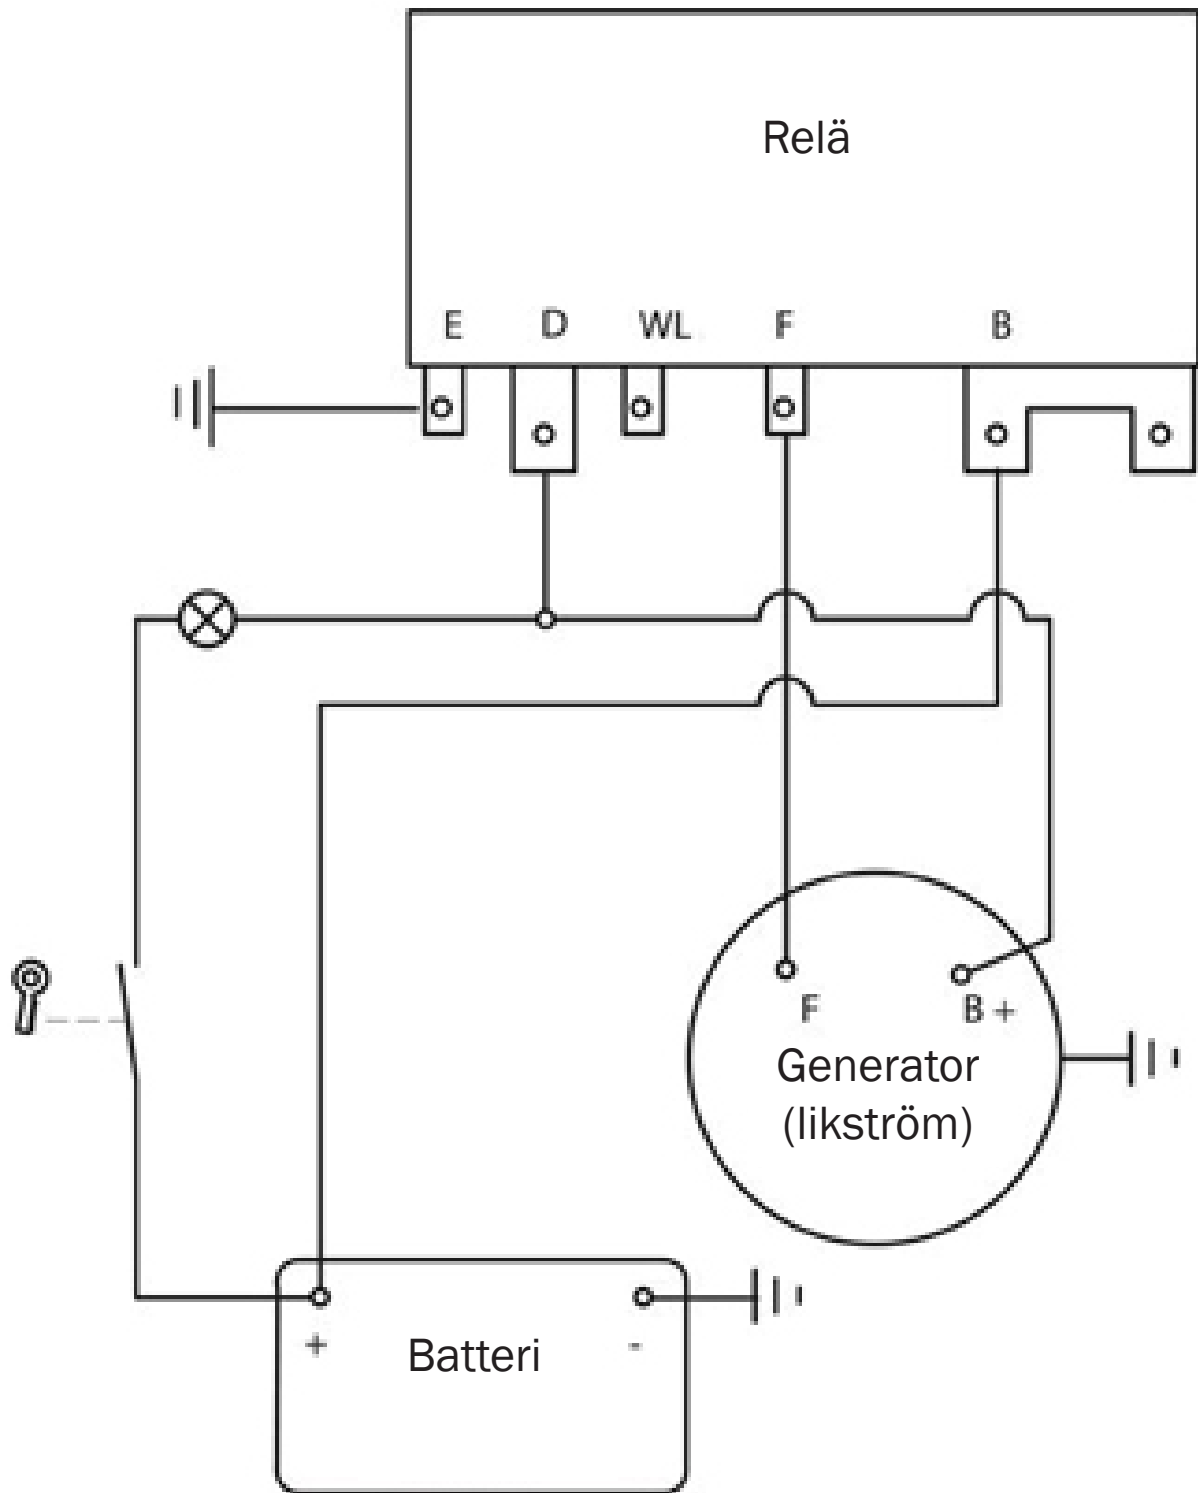 Relä
E D WL F B
F B +
Generator
(likström)
+ Batteri -